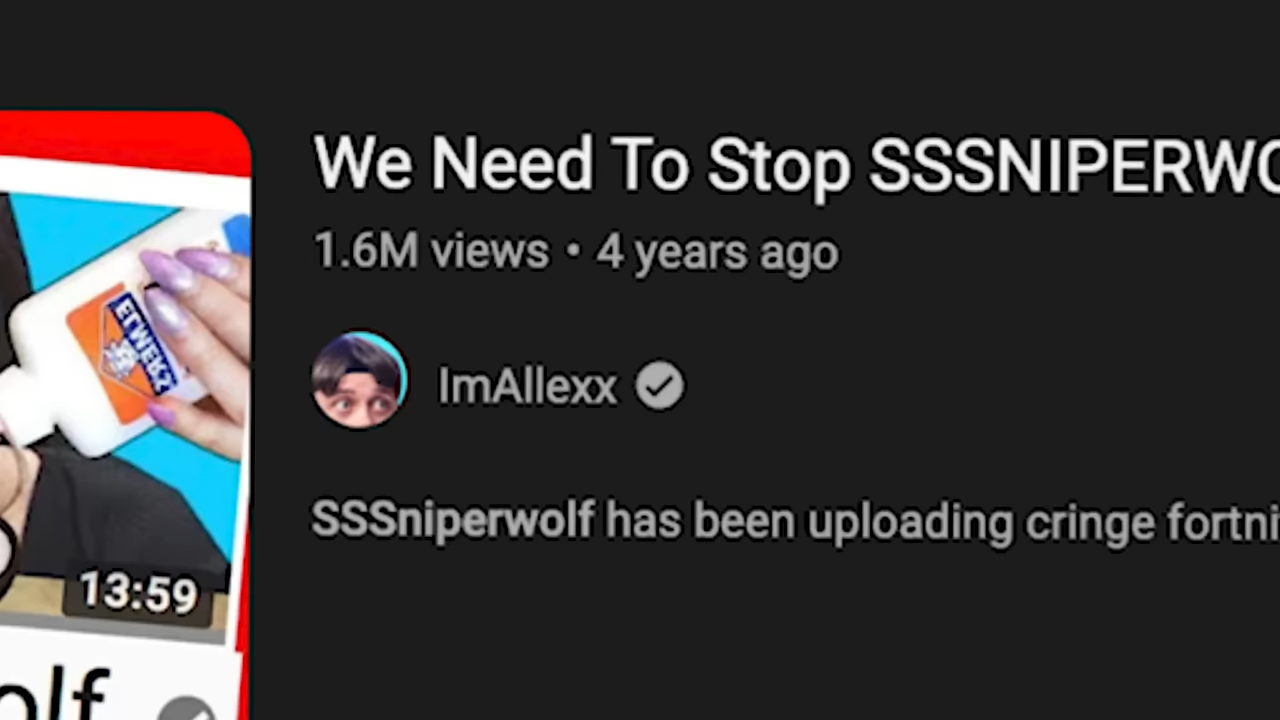 We Need To Stop SSSNIPERWO
1.6M views • 4 years ago
ELMER'S
ImAllexx
SSSniperwolf has been uploading cringe fortni
13:59
olf